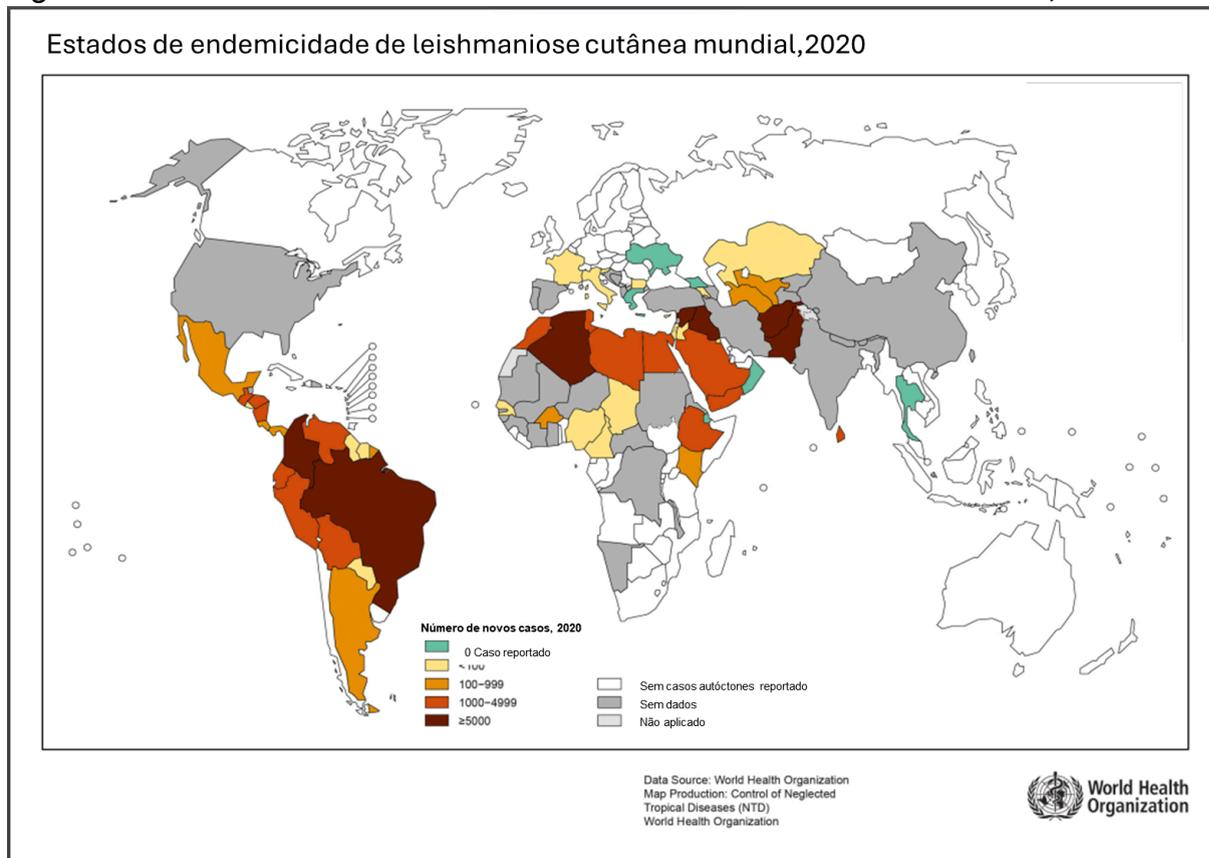 Estados de endemicidade de leishmaniose cutânea mundial,2020
Número de novos casos, 2020
0 Caso reportado
<100
100–999
1000–4999
≥5000
Sem casos autóctones reportado
Sem dados
Não aplicado
Data Source: World Health Organization
Map Production: Control of Neglected
Tropical Diseases (NTD)
World Health Organization
World Health
Organization